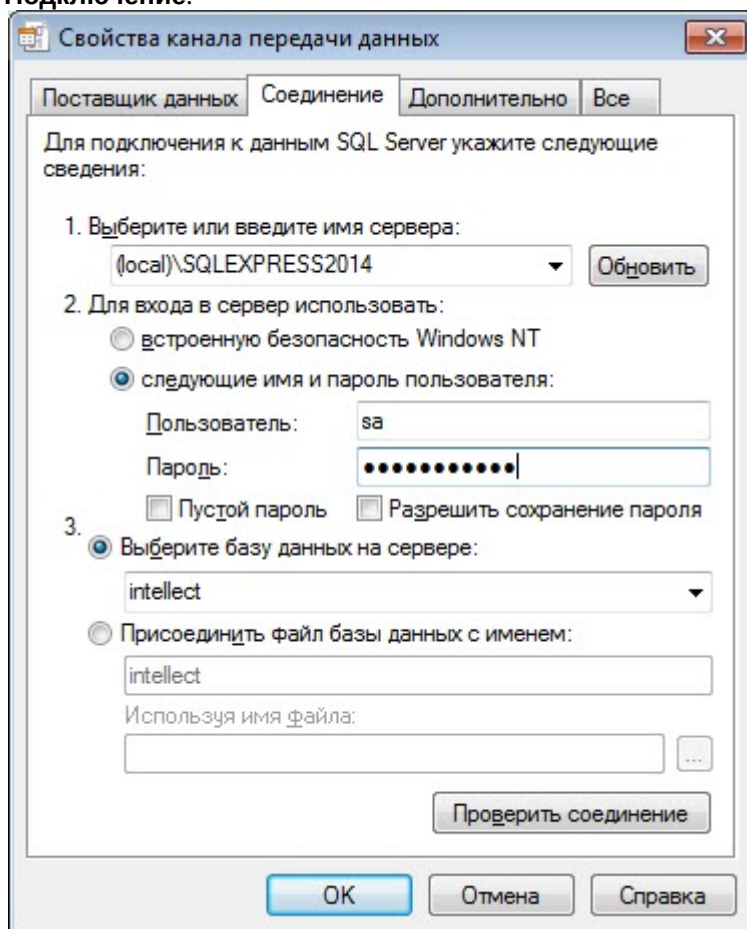 Подключение.
Свойства канала передачи данных
Поставщик данных Соединение Дополнительно Все
Для подключения к данным SQL Server укажите следующие
сведения:
1. Выберите или введите имя сервера:
(local)\SQLEXPRESS2014 Обновить
2. Для входа в сервер использовать:
встроенную безопасность Windows NT
следующие имя и пароль пользователя:
Пользователь: sa
Пароль: ●●●●●●●●●●●
Пустой пароль Разрешить сохранение пароля
3.
Выберите базу данных на сервере:
intellect
Присоединить файл базы данных с именем:
intellect
Используя имя файла:
...
Проверить соединение
OK Отмена Справка